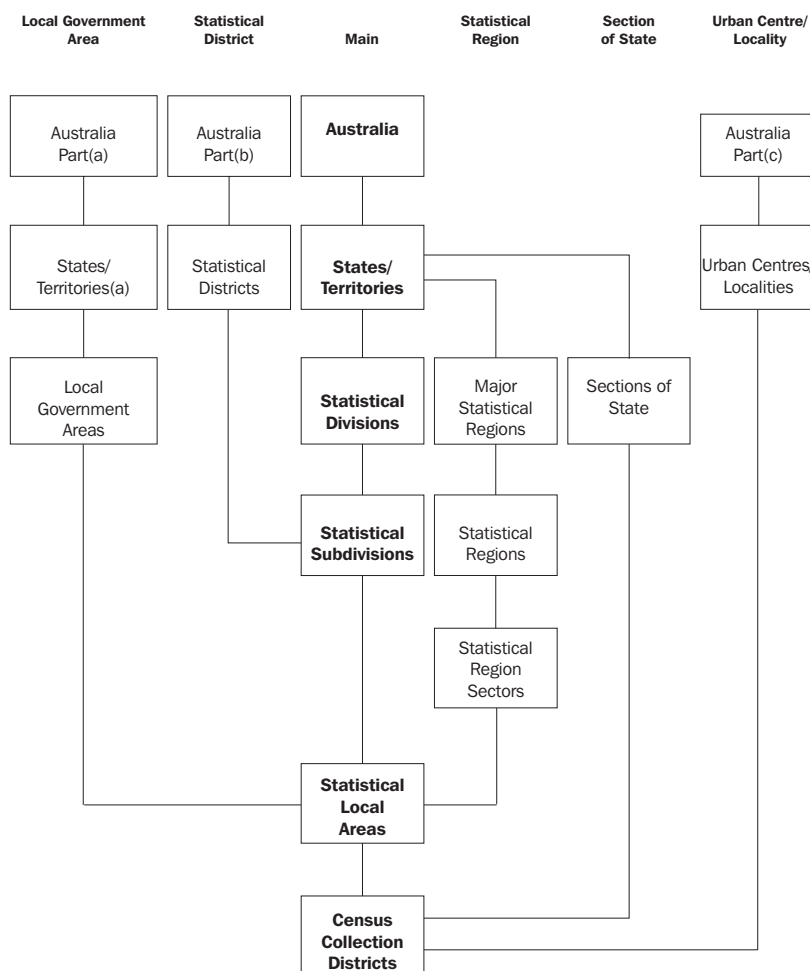 Local Government
Area
Statistical
District
Main
Statistical
Region
Section
of State
Urban Centre/
Locality
Australia
Part(a)
Australia
Part(b)
Australia
Australia
Part(c)
States/
Territories(a)
Statistical
Districts
States/
Territories
Urban Centres/
Localities
Local
Government
Areas
Statistical
Divisions
Major
Statistical
Regions
Sections of
State
Statistical
Subdivisions
Statistical
Regions
Statistical
Region
Sectors
Statistical
Local
Areas
Census
Collection
Districts